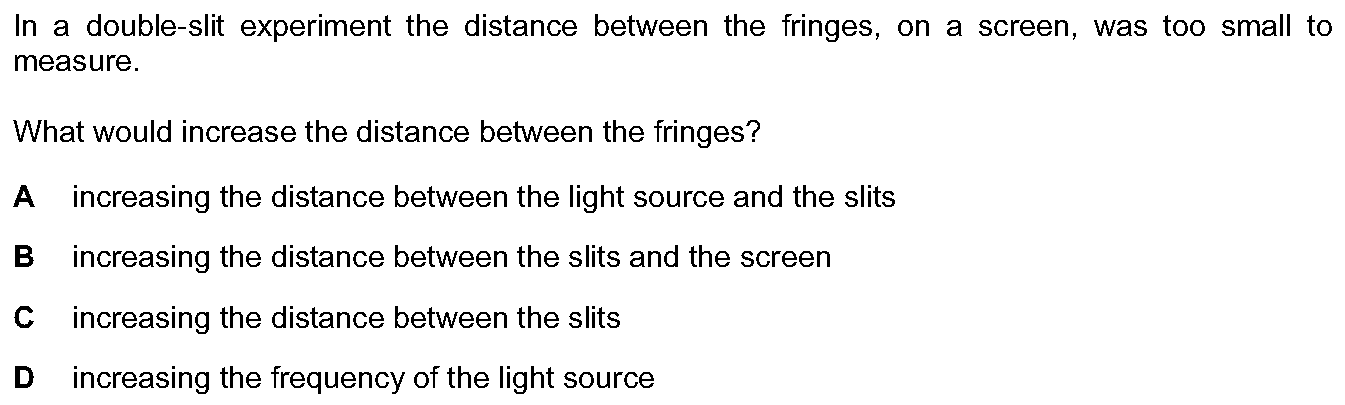 In a double-slit experiment the distance between the fringes, on a screen, was too small to
measure.
What would increase the distance between the fringes?
A increasing the distance between the light source and the slits
B increasing the distance between the slits and the screen
C increasing the distance between the slits
D increasing the frequency of the light source